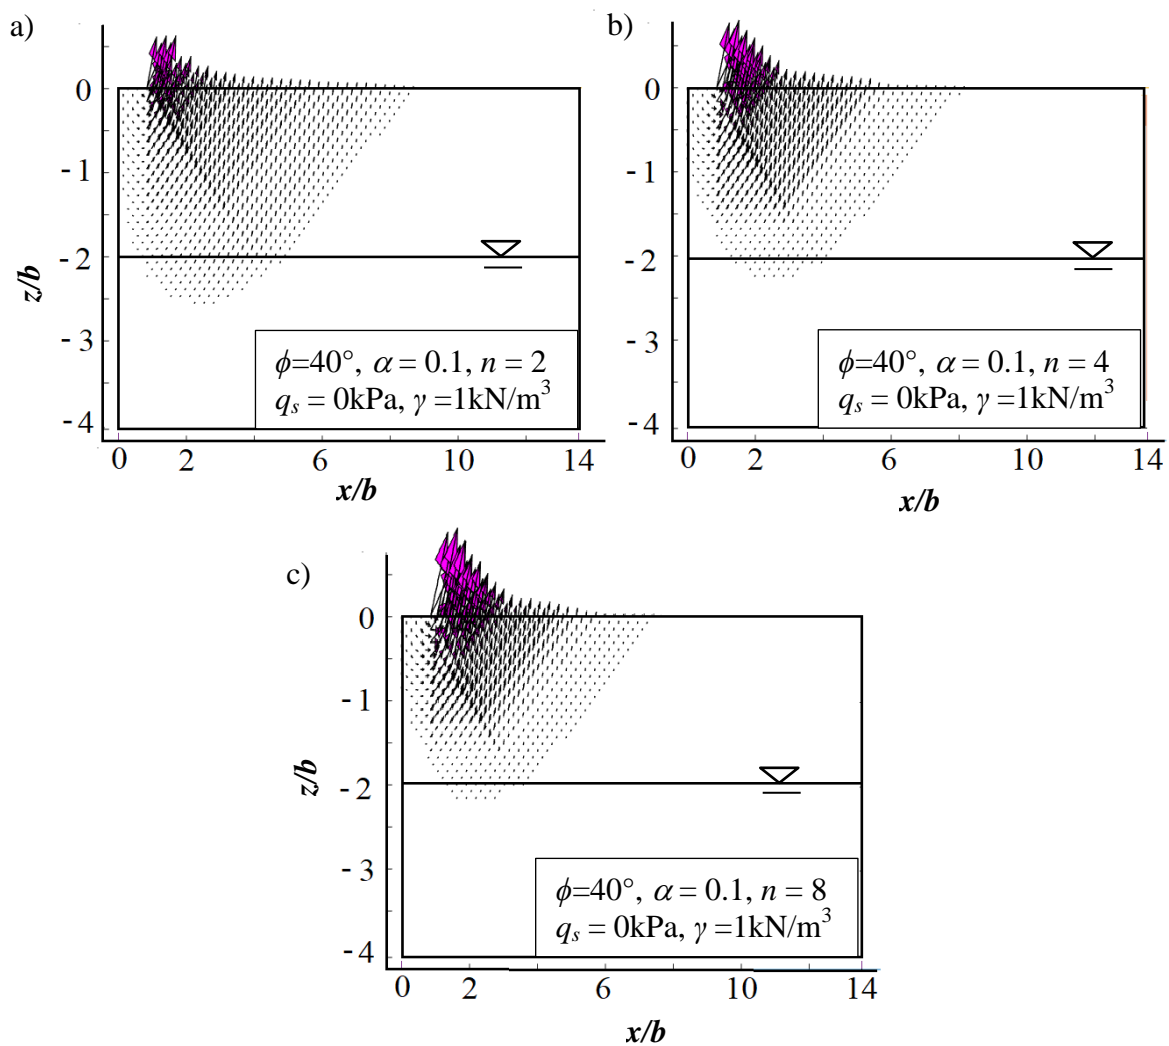 a)
0
- 1
- 2
- 3
- 4
z/b
ϕ=40°, α = 0.1, n = 2
qₛ = 0kPa, γ =1kN/m³
0 2 6 10 14
x/b
b)
0
- 1
- 2
- 3
- 4
ϕ=40°, α = 0.1, n = 4
qₛ = 0kPa, γ =1kN/m³
0 2 6 10 14
x/b
c)
0
- 1
- 2
- 3
- 4
z/b
ϕ=40°, α = 0.1, n = 8
qₛ = 0kPa, γ =1kN/m³
0 2 6 10 14
x/b